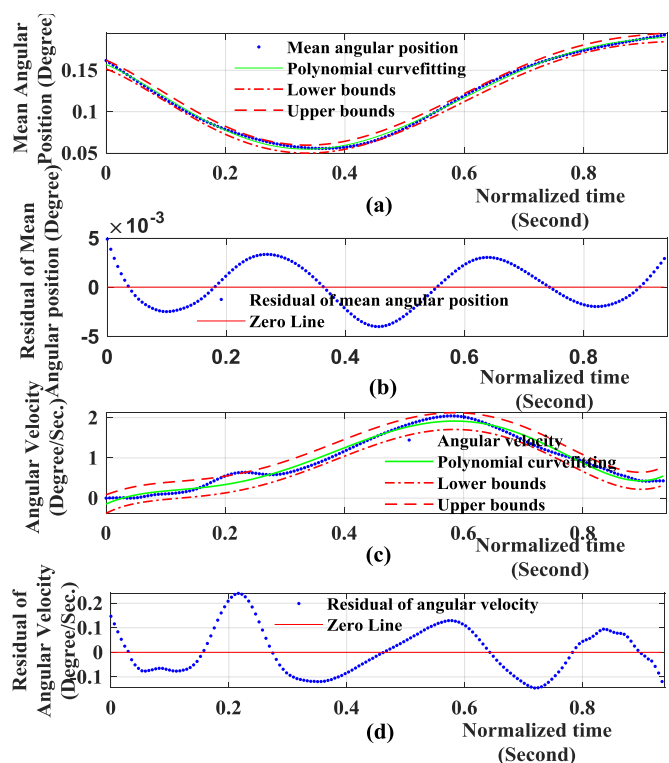 Mean Angular
Position (Degree)
0.15
0.1
0.05
Mean angular position
Polynomial curvefitting
Lower bounds
Upper bounds
0
0.2
0.4
0.6
0.8
Normalized time
(Second)
(a)
Residual of Mean
Angular position (Degree)
×10⁻³
5
0
-5
Residual of mean angular position
Zero Line
0
0.2
0.4
0.6
0.8
Normalized time
(Second)
(b)
Angular Velocity
(Degree/Sec.)
2
1
0
Angular velocity
Polynomial curvefitting
Lower bounds
Upper bounds
0
0.2
0.4
0.6
0.8
Normalized time
(Second)
(c)
Residual of
Angular Velocity
(Degree/Sec.)
0.2
0.1
0
0.1
Residual of angular velocity
Zero Line
0
0.2
0.4
0.6
0.8
Normalized time
(Second)
(d)